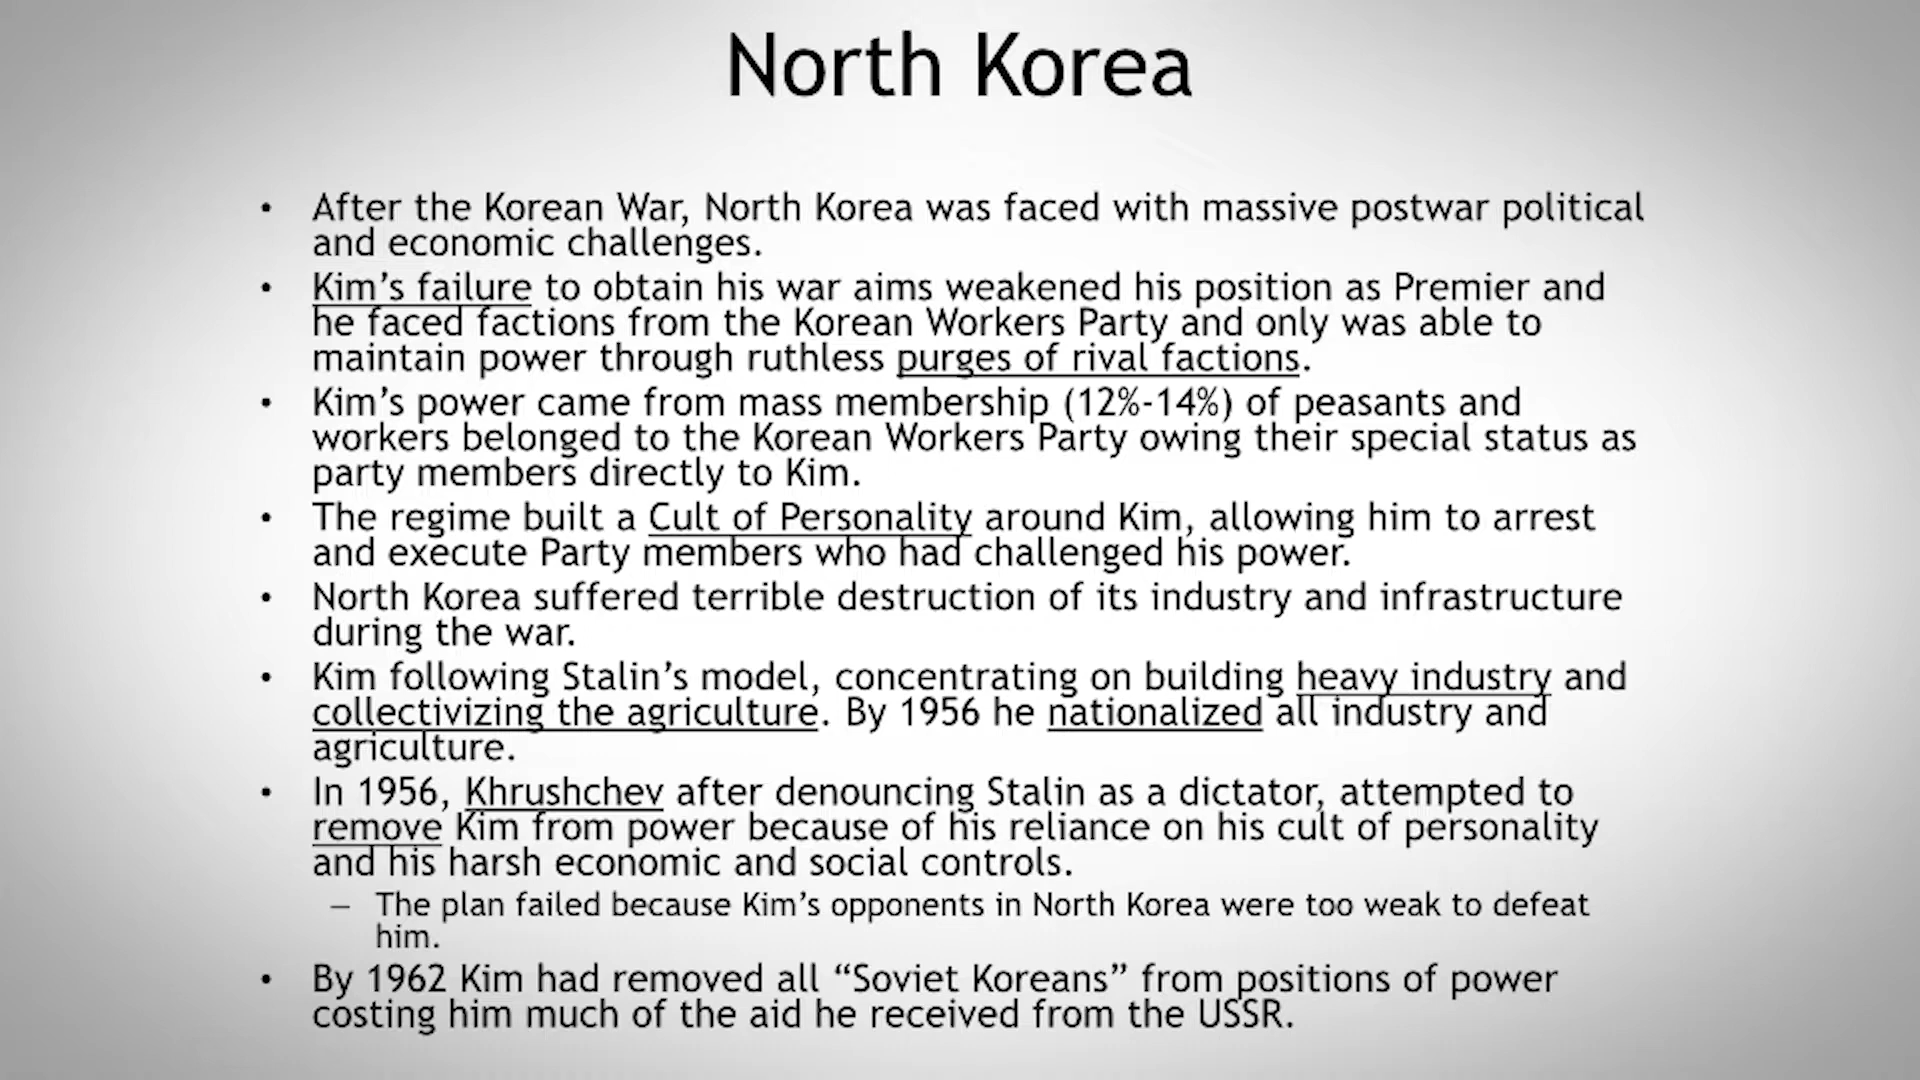 North Korea
• After the Korean War, North Korea was faced with massive postwar political
and economic challenges.
• Kim’s failure to obtain his war aims weakened his position as Premier and
he faced factions from the Korean Workers Party and only was able to
maintain power through ruthless purges of rival factions.
• Kim’s power came from mass membership (12%-14%) of peasants and
workers belonged to the Korean Workers Party owing their special status as
party members directly to Kim.
• The regime built a Cult of Personality around Kim, allowing him to arrest
and execute Party members who had challenged his power.
• North Korea suffered terrible destruction of its industry and infrastructure
during the war.
• Kim following Stalin’s model, concentrating on building heavy industry and
collectivizing the agriculture. By 1956 he nationalized all industry and
agriculture.
• In 1956, Khrushchev after denouncing Stalin as a dictator, attempted to
remove Kim from power because of his reliance on his cult of personality
and his harsh economic and social controls.
– The plan failed because Kim’s opponents in North Korea were too weak to defeat
him.
• By 1962 Kim had removed all “Soviet Koreans” from positions of power
costing him much of the aid he received from the USSR.